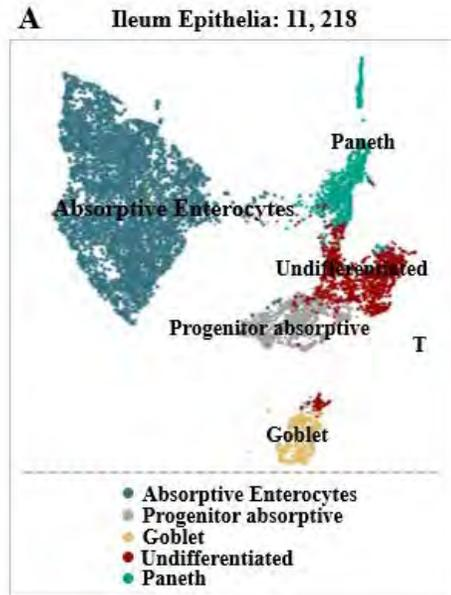 A Ileum Epithelia: 11, 218
Paneth
Absorptive Enterocytes
Undifferentiated
Progenitor absorptive
T
Goblet
Absorptive Enterocytes
Progenitor absorptive
Goblet
Undifferentiated
Paneth